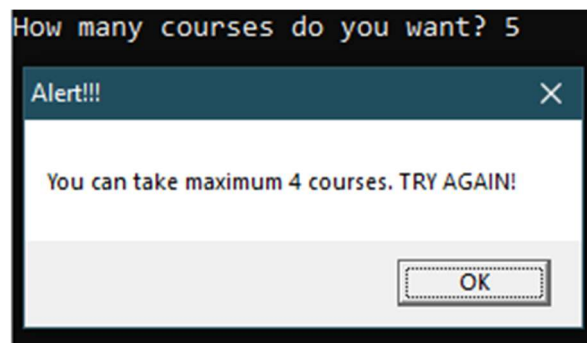 How many courses do you want? 5
Alert!!!
You can take maximum 4 courses. TRY AGAIN!
OK